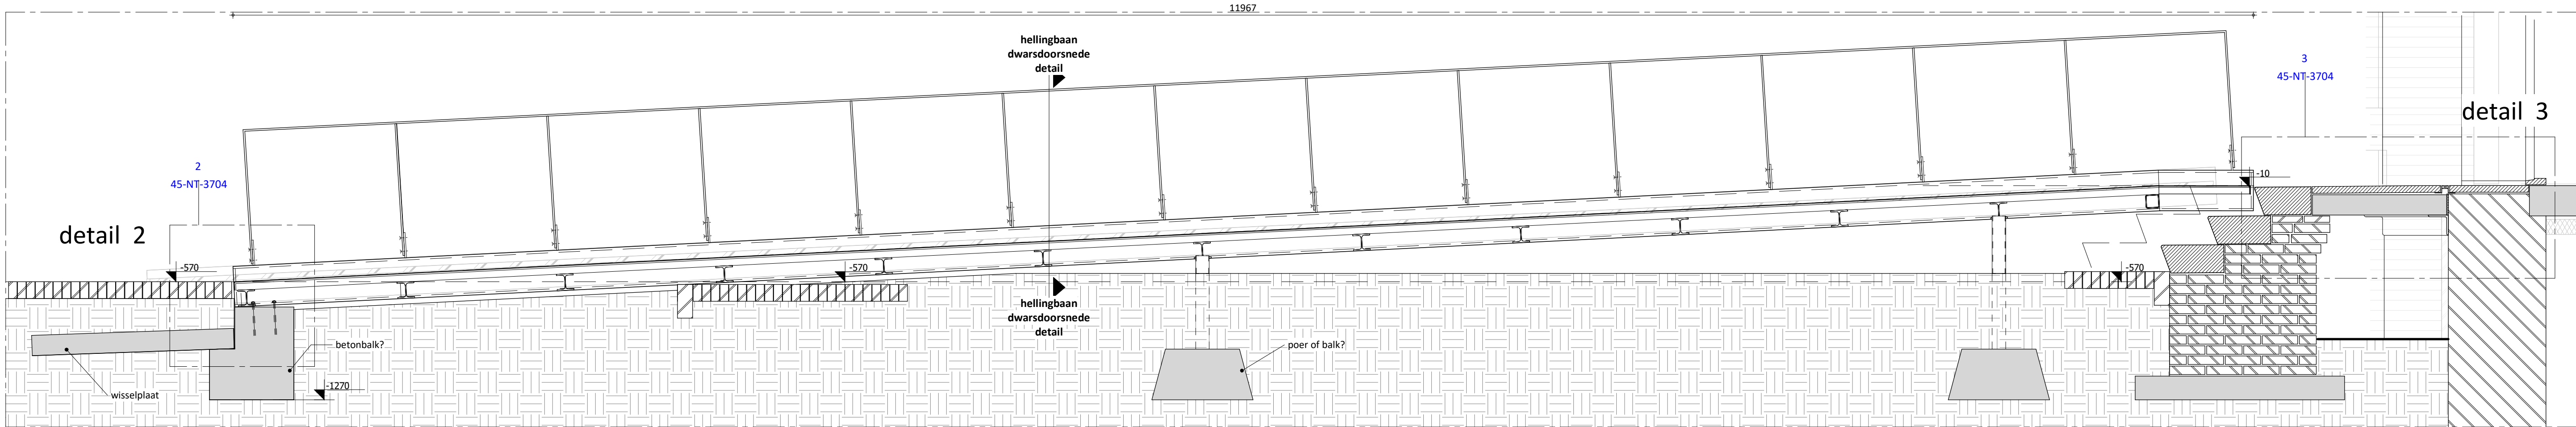 11967
hellingbaan
dwarsdoorsnede
detail
3
45-NT-3704
detail 3
2
45-NT-3704
detail 2
-10
-570
-570
-570
hellingbaan
dwarsdoorsnede
detail
betonbalk?
poer of balk?
-1270
wisselplaat